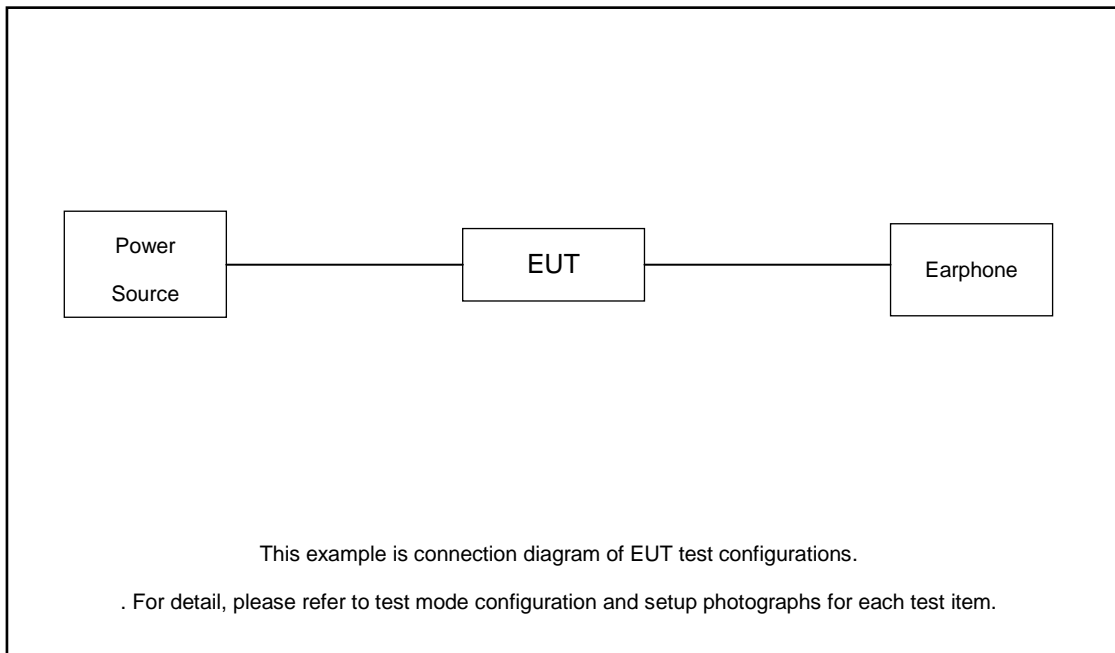 Power
Source
EUT
Earphone
This example is connection diagram of EUT test configurations.
. For detail, please refer to test mode configuration and setup photographs for each test item.